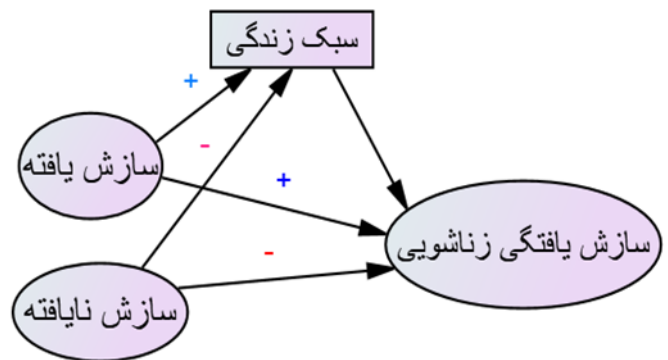 سبک زندگی
+
سازش یافته
-
+
سازش یافتگی زناشویی
-
سازش نایافته